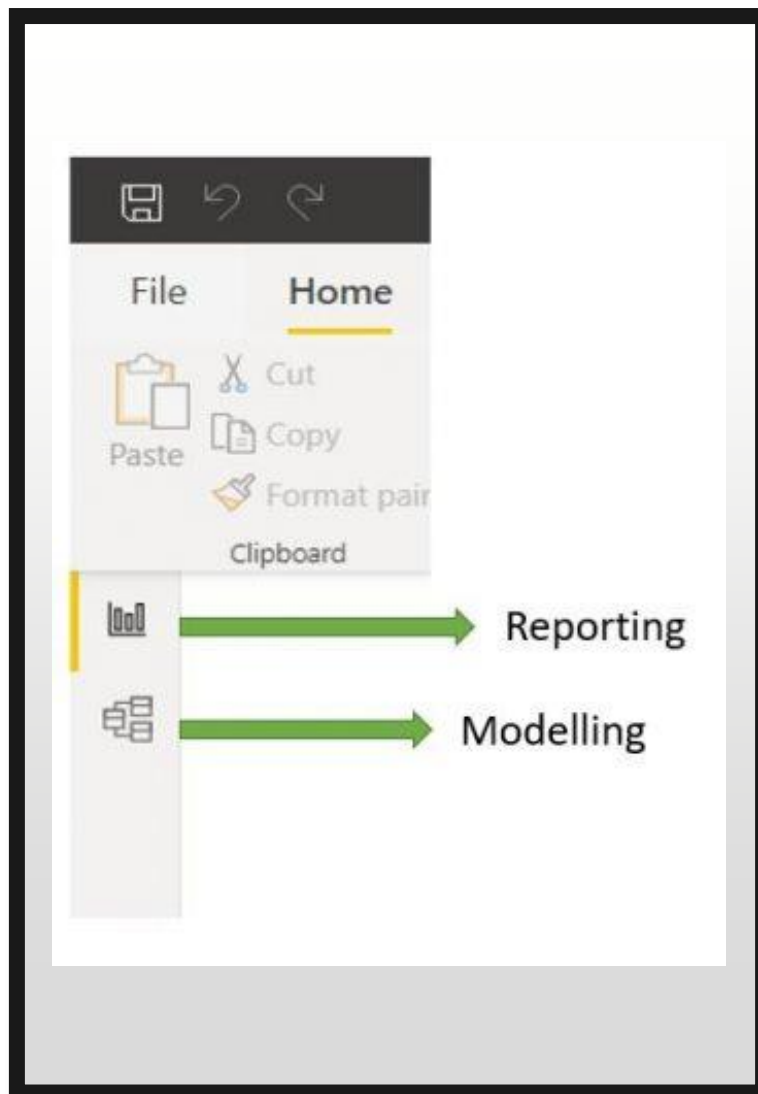 File Home
Cut
Copy
Paste
Format pair
Clipboard
Reporting
Modelling